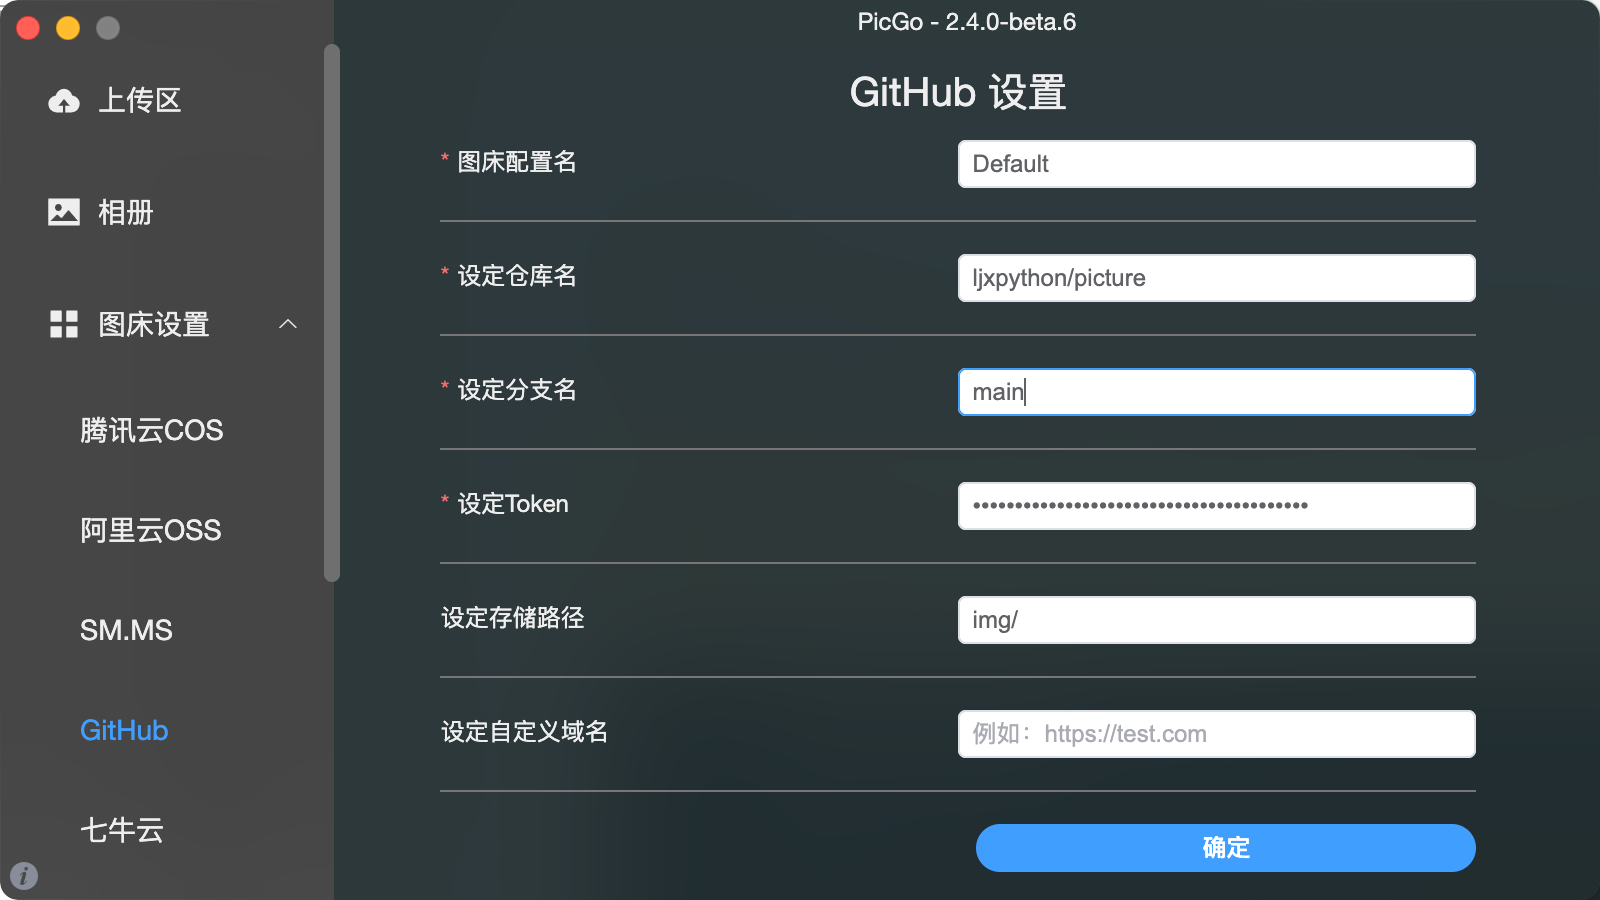 PicGo - 2.4.0-beta.6
上传区
相册
图床设置
腾讯云COS
阿里云OSS
SM.MS
GitHub
七牛云
GitHub 设置
* 图床配置名
Default
* 设定仓库名
ljxpython/picture
* 设定分支名
main
* 设定Token
••••••••••••••••••••••••••••••••••••••••
设定存储路径
img/
设定自定义域名
例如：https://test.com
确定